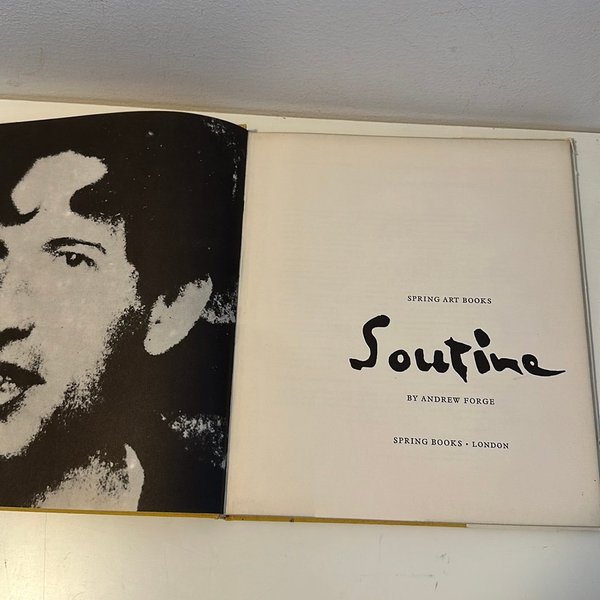 SPRING ART BOOKS
Soutine
BY ANDREW FORGE
SPRING BOOKS • LONDON